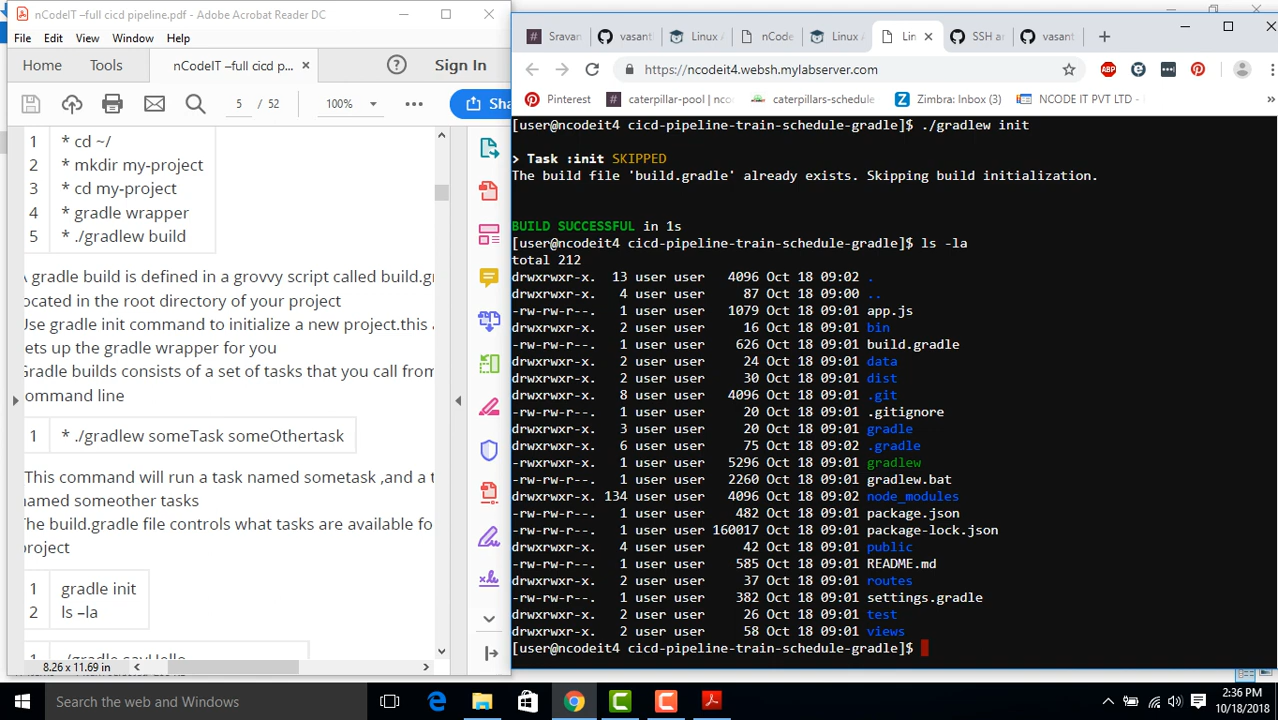 nCodeIT –full cicd pipeline.pdf - Adobe Acrobat Reader DC
File Edit View Window Help
Home Tools nCodeIT –full cicd p... × Sign In
5 / 52 100% Sha
1 * cd ~/
2 * mkdir my-project
3 * cd my-project
4 * gradle wrapper
5 * ./gradlew build
A gradle build is defined in a grovvy script called build.gr
ocated in the root directory of your project
Use gradle init command to initialize a new project.this a
ets up the gradle wrapper for you
Gradle builds consists of a set of tasks that you call from
ommand line
1 * ./gradlew someTask someOthertask
This command will run a task named sometask ,and a t
named someother tasks
The build.gradle file controls what tasks are available fo
project
1 gradle init
2 ls –la
./gradle sayHello
8.26 x 11.69 in
# Sravan vasant Linux A nCode Linux Lin × SSH ar vasant +
https://ncodeit4.websh.mylabserver.com
ABP
Pinterest # caterpillar-pool | nco caterpillars-schedule Z Zimbra: Inbox (3) NCODE IT PVT LTD -
[user@ncodeit4 cicd-pipeline-train-schedule-gradle]$ ./gradlew init
> Task :init SKIPPED
The build file 'build.gradle' already exists. Skipping build initialization.
BUILD SUCCESSFUL in 1s
[user@ncodeit4 cicd-pipeline-train-schedule-gradle]$ ls -la
total 212
drwxrwxr-x. 13 user user 4096 Oct 18 09:02 .
drwxrwxr-x. 4 user user 87 Oct 18 09:00 ..
-rw-rw-r--. 1 user user 1079 Oct 18 09:01 app.js
drwxrwxr-x. 2 user user 16 Oct 18 09:01 bin
-rw-rw-r--. 1 user user 626 Oct 18 09:01 build.gradle
drwxrwxr-x. 2 user user 24 Oct 18 09:01 data
drwxrwxr-x. 2 user user 30 Oct 18 09:01 dist
drwxrwxr-x. 8 user user 4096 Oct 18 09:01 .git
-rw-rw-r--. 1 user user 20 Oct 18 09:01 .gitignore
drwxrwxr-x. 3 user user 20 Oct 18 09:01 gradle
drwxrwxr-x. 6 user user 75 Oct 18 09:02 .gradle
-rwxrwxr-x. 1 user user 5296 Oct 18 09:01 gradlew
-rw-rw-r--. 1 user user 2260 Oct 18 09:01 gradlew.bat
drwxrwxr-x. 134 user user 4096 Oct 18 09:02 node_modules
-rw-rw-r--. 1 user user 482 Oct 18 09:01 package.json
-rw-rw-r--. 1 user user 160017 Oct 18 09:01 package-lock.json
drwxrwxr-x. 4 user user 42 Oct 18 09:01 public
-rw-rw-r--. 1 user user 585 Oct 18 09:01 README.md
drwxrwxr-x. 2 user user 37 Oct 18 09:01 routes
-rw-rw-r--. 1 user user 382 Oct 18 09:01 settings.gradle
drwxrwxr-x. 2 user user 26 Oct 18 09:01 test
drwxrwxr-x. 2 user user 58 Oct 18 09:01 views
[user@ncodeit4 cicd-pipeline-train-schedule-gradle]$
Search the web and Windows
2:36 PM
10/18/2018